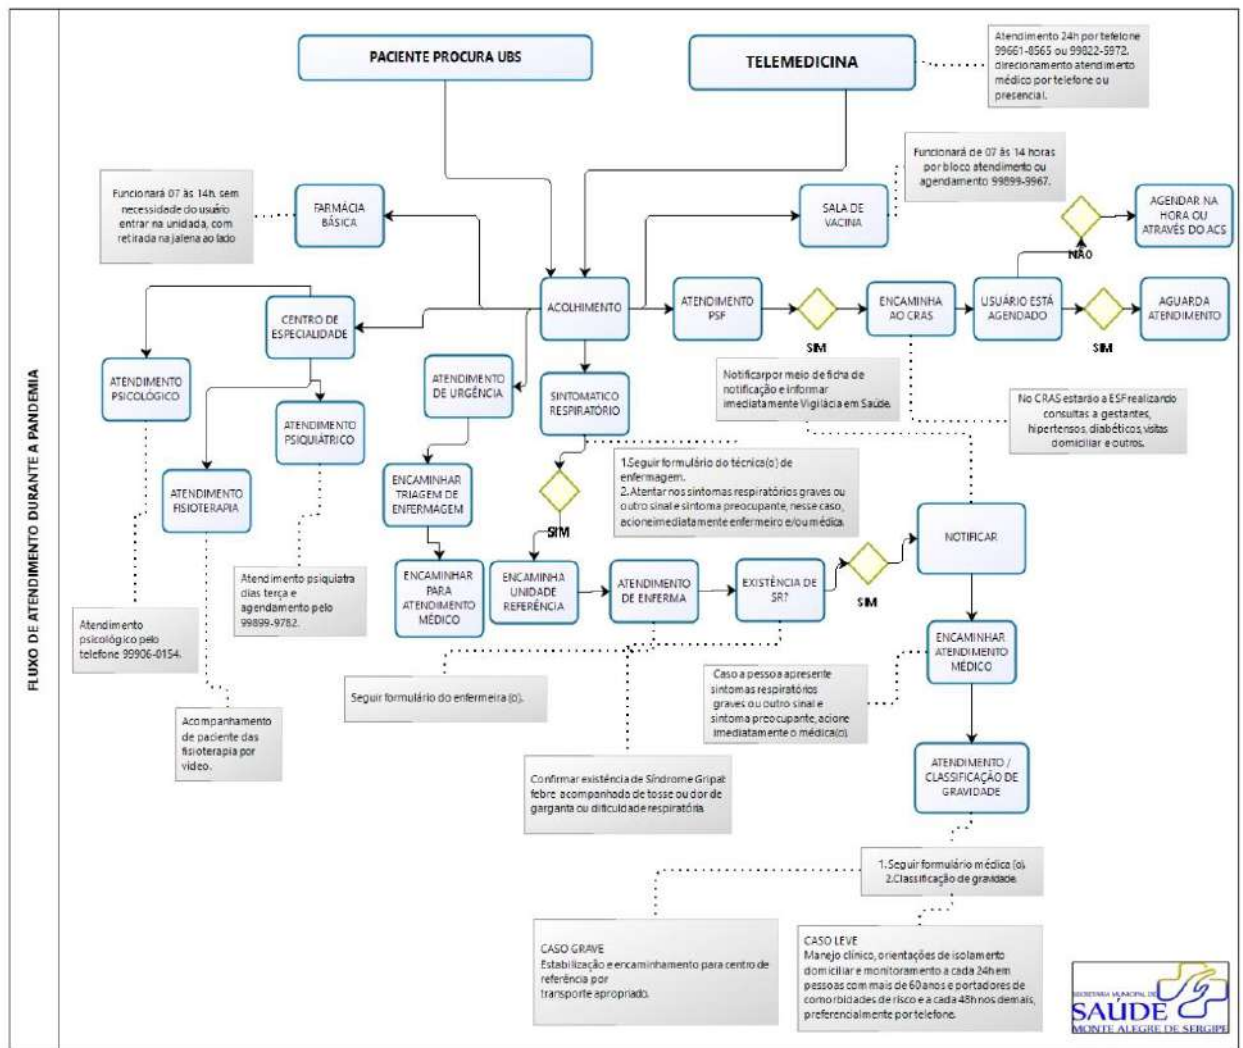 FLUXO DE ATENDIMENTO DURANTE A PANDEMIA
PACIENTE PROCURA UBS
TELEMEDICINA
Atendimento 24h por telefone
99661-8565 ou 99822-5972.
direcionamento atendimento
médico por telefone ou
presencial.
Funcionará 07 às 14h. sem
necessidade do usuário
entrar na unidada, com
retirada na jalena ao lado
FARMÁCIA
BÁSICA
SALA DE
VACINA
Funcionará de 07 às 14 horas
por bloco atendimento ou
agendamento 99899-9967.
NÃO
AGENDAR NA
HORA OU
ATRAVÉS DO ACS
CENTRO DE
ESPECIALIDADE
ACOLHIMENTO
ATENDIMENTO
PSF
SIM
ENCAMINHA
AO CRAS
USUÁRIO ESTÁ
AGENDADO
SIM
AGUARDA
ATENDIMENTO
ATENDIMENTO
PSICOLÓGICO
ATENDIMENTO
PSIQUIÁTRICO
ATENDIMENTO
FISIOTERAPIA
ATENDIMENTO
DE URGÊNCIA
SINTOMATICO
RESPIRATÓRIO
Notificarpor meio de ficha de
notificação e informar
imediatamente Vigilácia em Saúde.
No CRAS estarão a ESF realizando
consultas a gestantes,
hipertensos, diabéticos, visitas
domiciliar e outros.
ENCAMINHAR
TRIAGEM DE
ENFERMAGEM
SIM
1.Seguir formulário do técnica(o) de
enfermagem.
2.Atentar nos sintomas respiratórios graves ou
outro sinal e sintoma preocupante, nesse caso,
acione imediatamente enfermeiro e/ou médica.
ENCAMINHAR
PARA
ATENDIMENTO
MÉDICO
ENCAMINHA
UNIDADE
REFERÊNCIA
ATENDIMENTO
DE ENFERMA
EXISTÊNCIA DE
SR?
SIM
NOTIFICAR
Atendimento
psicológico pelo
telefone 99906-0154.
Atendimento psiquiatra
dias terça e
agendamento pelo
99899-9782.
Acompanhamento
de paciente das
fisioterapia por
vídeo.
Seguir formulário do enfermeira (o).
ENCAMINHAR
ATENDIMENTO
MÉDICO
Caso a pessoa apresente
sintomas respiratórios
graves ou outro sinal e
sintoma preocupante, acione
imediatamente o médica(o).
Confirmar existência de Síndrome Gripal:
febre acompanhada de tosse ou dor de
garganta ou dificuldade respiratória.
ATENDIMENTO /
CLASSIFICAÇÃO DE
GRAVIDADE
1.Seguir formulário médica (o).
2.Classificação de gravidade.
CASO GRAVE
Estabilização e encaminhamento para centro de
referência por
transporte apropriado.
CASO LEVE
Manejo clínico, orientações de isolamento
domiciliar e monitoramento a cada 24h em
pessoas com mais de 60 anos e portadores de
comorbidades de risco e a cada 48h nos demais,
preferencialmente por telefone.
SECRETARIA MUNICIPAL DE
SAÚDE
MONTE ALEGRE DE SERGIPE